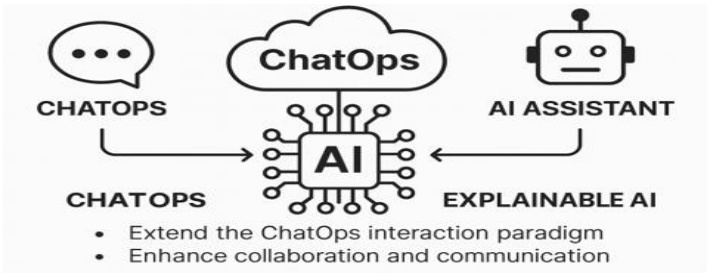 ChatOps
CHATOPS
AI ASSISTANT
AI
CHATOPS
EXPLAINABLE AI
• Extend the ChatOps interaction paradigm
• Enhance collaboration and communication